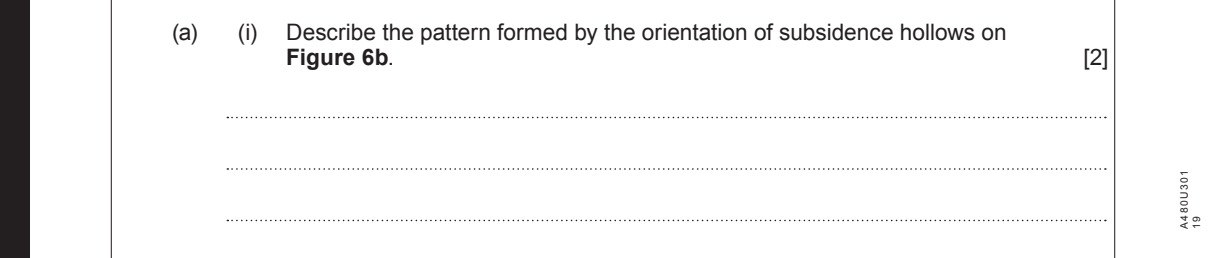 (a) (i) Describe the pattern formed by the orientation of subsidence hollows on
Figure 6b. [2]
A480U301
19